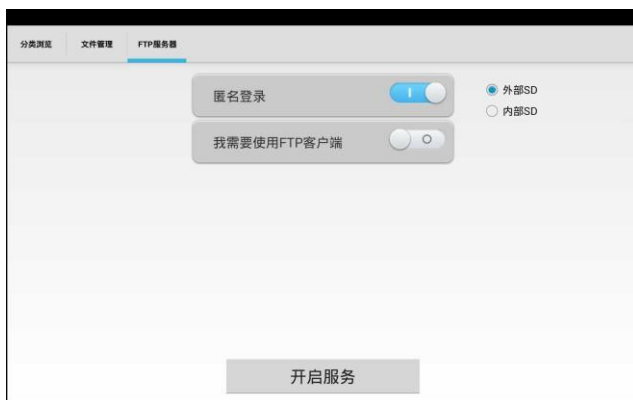 分类浏览 文件管理 FTP服务器
匿名登录
外部SD
内部SD
我需要使用FTP客户端
开启服务